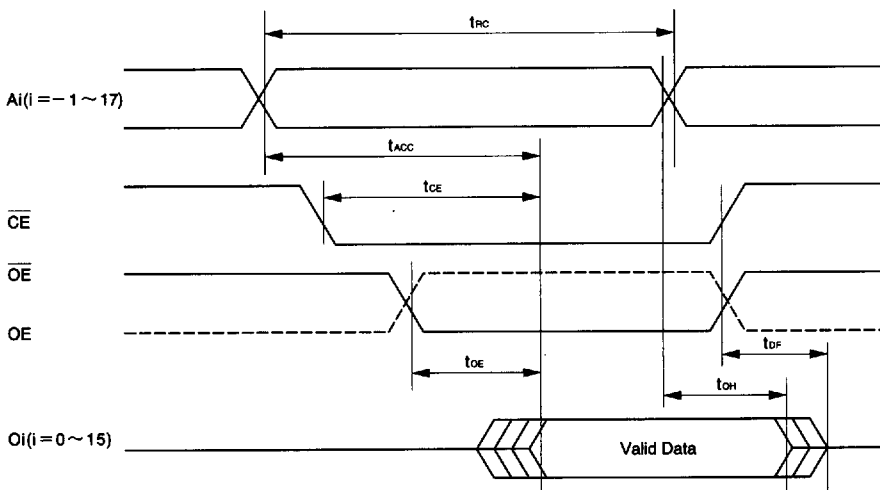 tRC
Ai(i=−1~17)
tACC
tCE
CE
OE
OE
tDF
tOE
tOH
Oi(i=0~15)
Valid Data